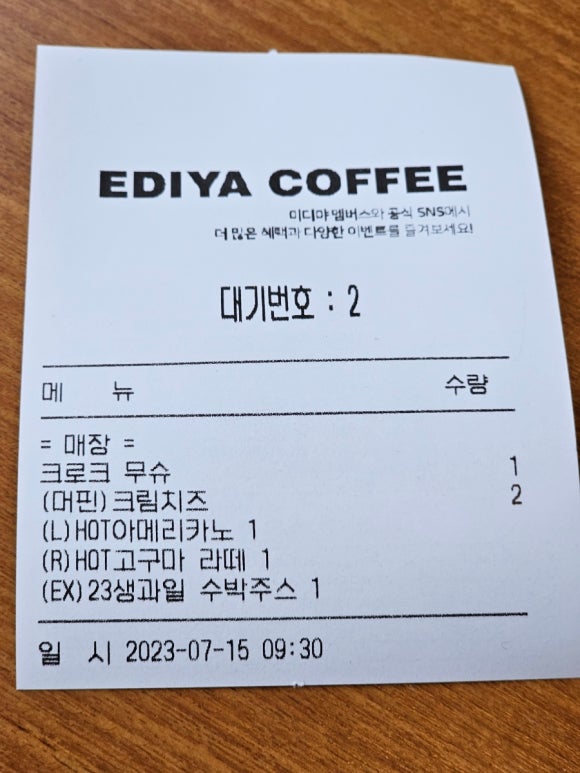 EDIYA COFFEE
이디야 멤버스와 공식 SNS에서
더 많은 혜택과 다양한 이벤트를 즐겨보세요!
대기번호 : 2
메 뉴 수량
= 매장 =
크로크 무슈 1
(머핀)크림치즈 2
(L)HOT아메리카노 1
(R)HOT고구마 라떼 1
(EX)23생과일 수박주스 1
일 시 2023-07-15 09:30